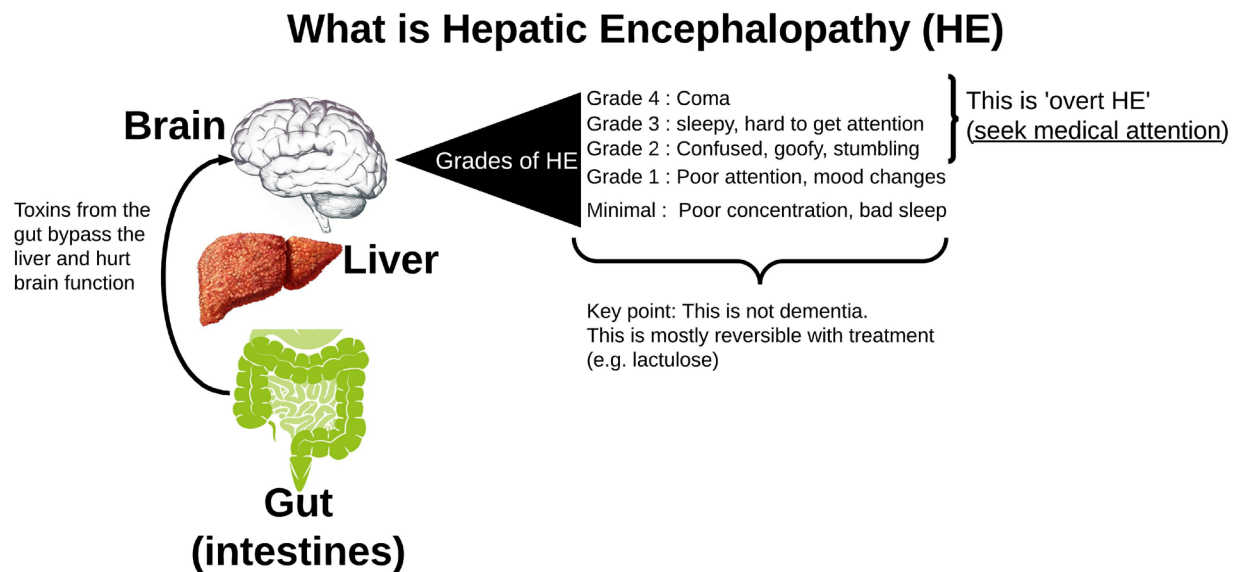 What is Hepatic Encephalopathy (HE)
Brain
Toxins from the
gut bypass the
liver and hurt
brain function
Liver
Gut
(intestines)
Grades of HE
Grade 4 : Coma
Grade 3 : sleepy, hard to get attention
Grade 2 : Confused, goofy, stumbling
Grade 1 : Poor attention, mood changes
Minimal :  Poor concentration, bad sleep
This is 'overt HE'
(seek medical attention)
Key point: This is not dementia.
This is mostly reversible with treatment
(e.g. lactulose)